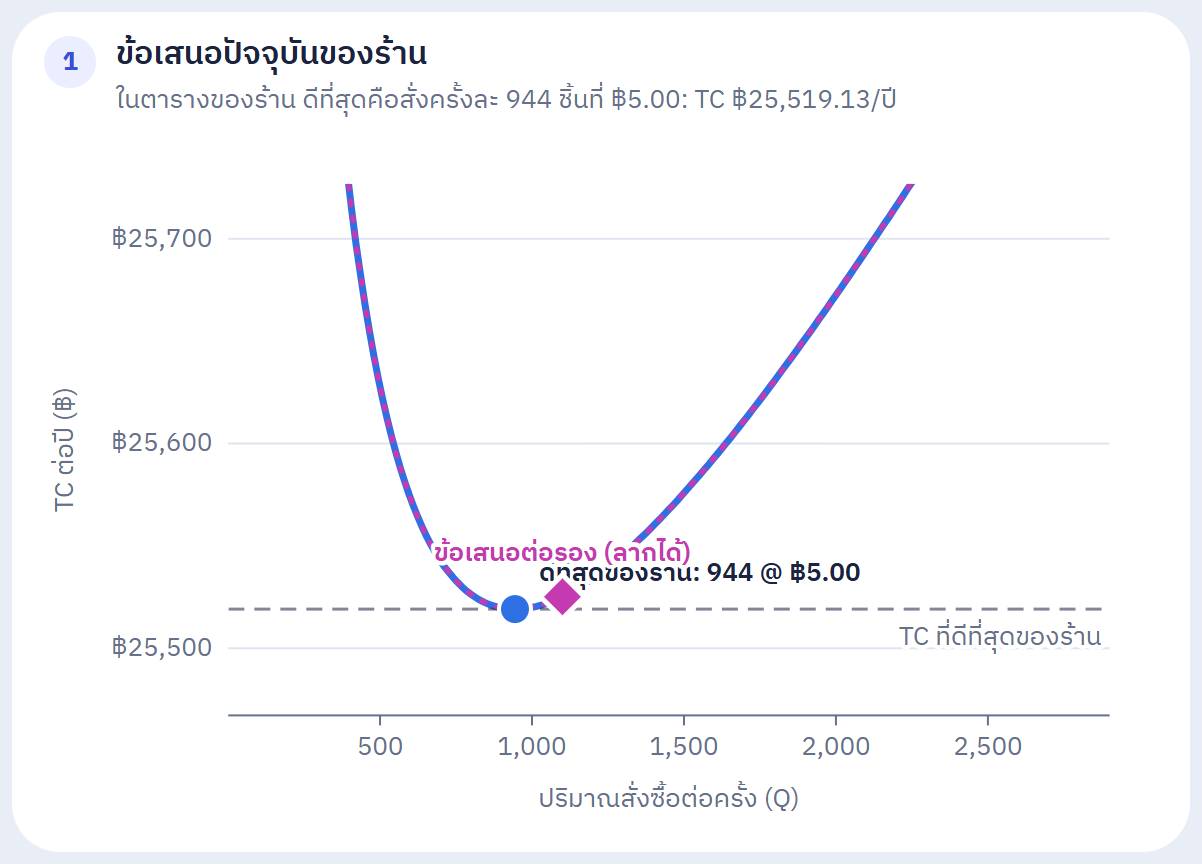 1
ข้อเสนอปัจจุบันของร้าน
ในตารางของร้าน ดีที่สุดคือสั่งครั้งละ 944 ชิ้นที่ ฿5.00: TC ฿25,519.13/ปี
฿25,700
฿25,600
฿25,500
TC ต่อปี (฿)
ข้อเสนอต่อรอง (ลากได้)
ดีที่สุดของร้าน: 944 @ ฿5.00
TC ที่ดีที่สุดของร้าน
500
1,000
1,500
2,000
2,500
ปริมาณสั่งซื้อต่อครั้ง (Q)